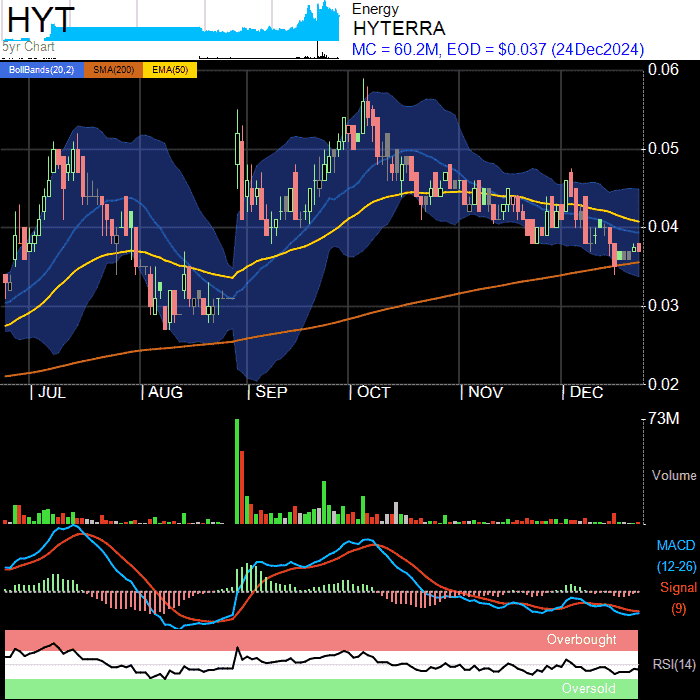 HYT
5yr Chart
Energy
HYTERRA
MC = 60.2M, EOD = $0.037 (24Dec2024)
BollBands(20,2) SMA(200) EMA(50)
0.06
0.05
0.04
0.03
0.02
JUL AUG SEP OCT NOV DEC
73M
Volume
MACD
(12-26)
Signal
(9)
Overbought
RSI(14)
Oversold